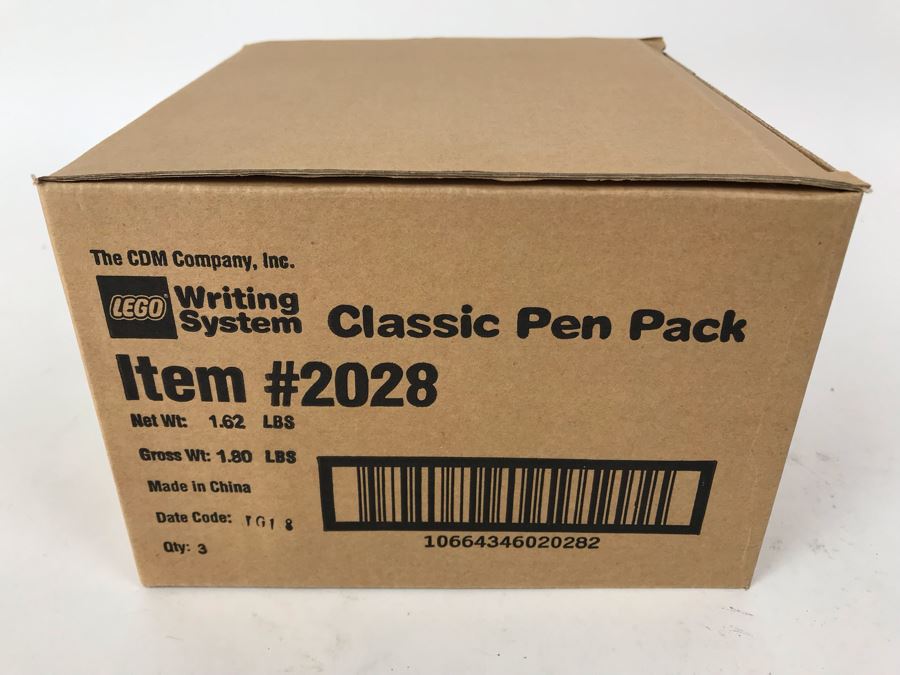 The CDM Company, Inc.
LEGO Writing System Classic Pen Pack
Item #2028
Net Wt: 1.62 LBS
Gross Wt: 1.80 LBS
Made in China
Date Code:
Qty: 3
10664346020282